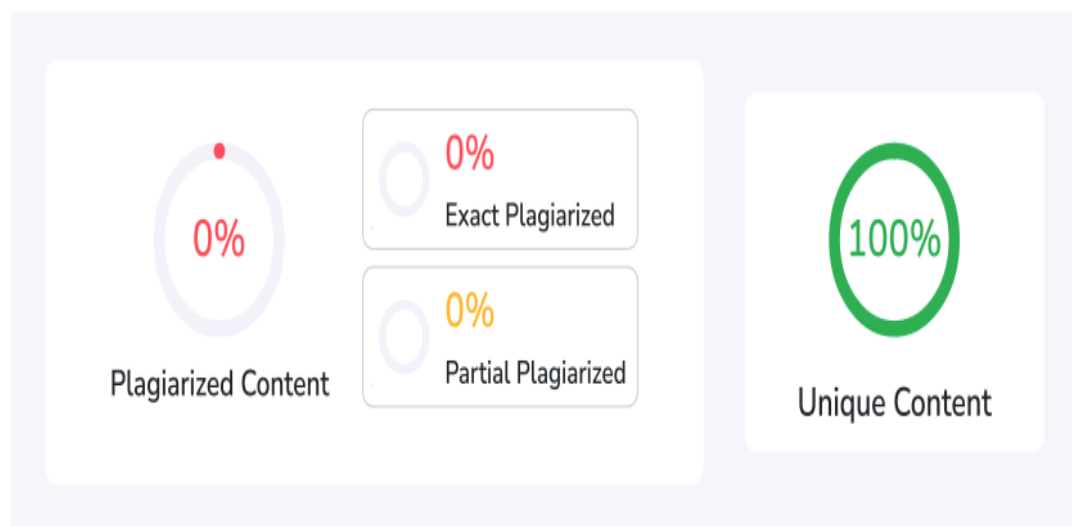 0%
Plagiarized Content
0%
Exact Plagiarized
0%
Partial Plagiarized
100%
Unique Content